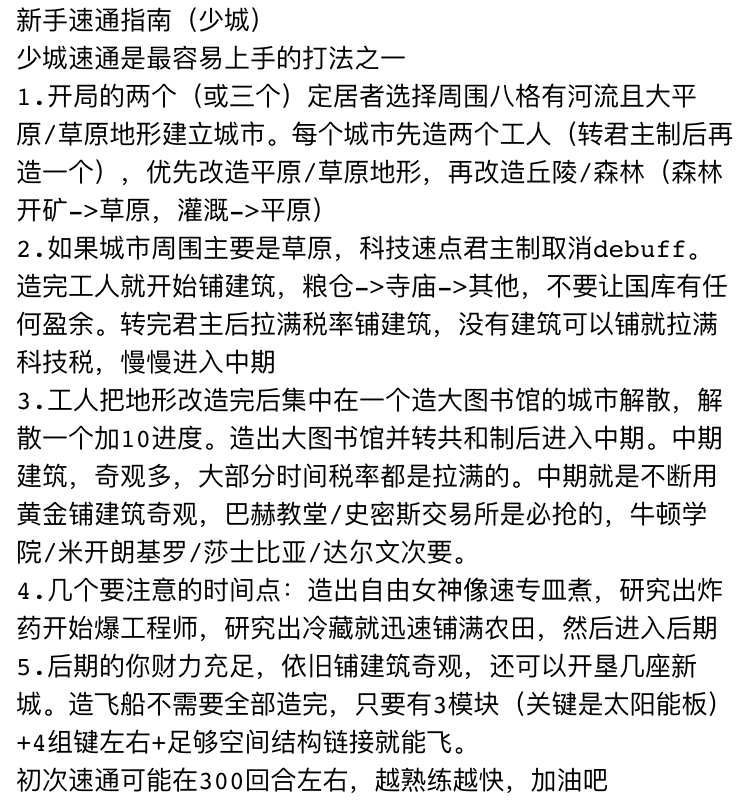 新手速通指南（少城）
少城速通是最容易上手的打法之一
1.开局的两个（或三个）定居者选择周围八格有河流且大平
原/草原地形建立城市。每个城市先造两个工人（转君主制后再
造一个），优先改造平原/草原地形，再改造丘陵/森林（森林
开矿->草原，灌溉->平原）
2.如果城市周围主要是草原，科技速点君主制取消debuff。
造完工人就开始铺建筑，粮仓->寺庙->其他，不要让国库有任
何盈余。转完君主后拉满税率铺建筑，没有建筑可以铺就拉满
科技税，慢慢进入中期
3.工人把地形改造完后集中在一个造大图书馆的城市解散，解
散一个加10进度。造出大图书馆并转共和制后进入中期。中期
建筑，奇观多，大部分时间税率都是拉满的。中期就是不断用
黄金铺建筑奇观，巴赫教堂/史密斯交易所是必抢的，牛顿学
院/米开朗基罗/莎士比亚/达尔文次要。
4.几个要注意的时间点：造出自由女神像速专皿煮，研究出炸
药开始爆工程师，研究出冷藏就迅速铺满农田，然后进入后期
5.后期的你财力充足，依旧铺建筑奇观，还可以开垦几座新
城。造飞船不需要全部造完，只要有3模块（关键是太阳能板）
+4组键左右+足够空间结构链接就能飞。
初次速通可能在300回合左右，越熟练越快，加油吧